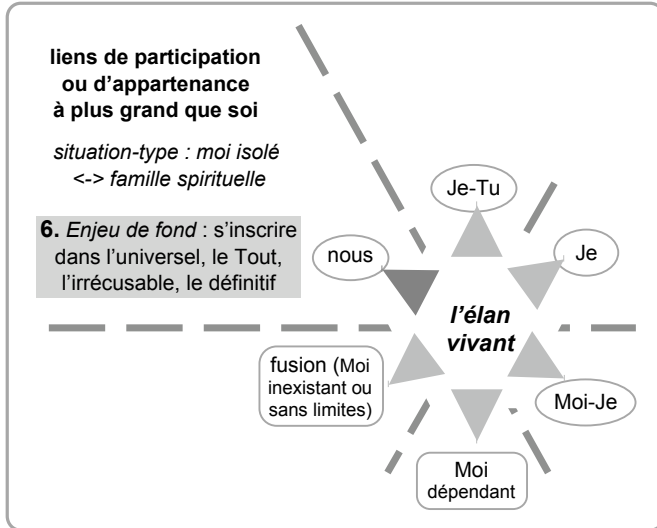 liens de participation
ou d’appartenance
à plus grand que soi
situation-type : moi isolé
<-> famille spirituelle
6. Enjeu de fond : s’inscrire
dans l’universel, le Tout,
l’irrécusable, le définitif
Je-Tu
nous
Je
l’élan
vivant
fusion (Moi
inexistant ou
sans limites)
Moi-Je
Moi
dépendant